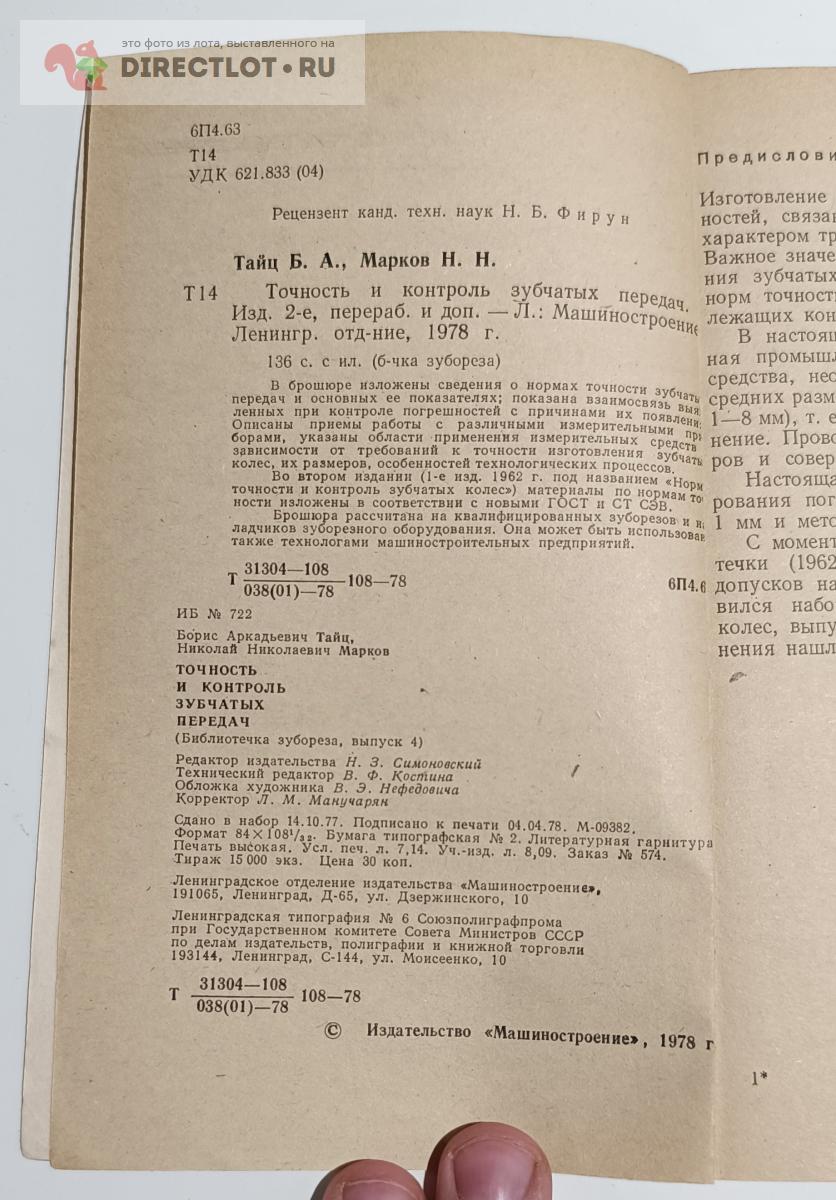 это фото из лота, выставленного на
DIRECTLOT.RU
6П4.63
Т14
УДК 621.833 (04)
Рецензент канд. техн. наук Н. Б. Фирун
Тайц Б. А., Марков Н. Н.
Т14 Точность и контроль зубчатых передач.
Изд. 2-е, перераб. и доп. — Л.: Машиностроение
Ленингр. отд-ние, 1978 г.
136 с. с ил. (б-чка зубореза)
В брошюре изложены сведения о нормах точности зубчаты
передач и основных ее показателях; показана взаимосвязь выя
ленных при контроле погрешностей с причинами их появлени
Описаны приемы работы с различными измерительными при
борами, указаны области применения измерительных средств
зависимости от требований к точности изготовления зубчаты
колес, их размеров, особенностей технологических процессов.
Во втором издании (1-е изд. 1962 г. под названием «Норм
точности и контроль зубчатых колес») материалы по нормам то
ности изложены в соответствии с новыми ГОСТ и СТ СЭВ.
Брошюра рассчитана на квалифицированных зуборезов и н
ладчиков зуборезного оборудования. Она может быть использован
также технологами машиностроительных предприятий.
Т 31304—108
038(01)—78 108—78
6П4.6
ИБ № 722
Борис Аркадьевич Тайц,
Николай Николаевич Марков
ТОЧНОСТЬ
И КОНТРОЛЬ
ЗУБЧАТЫХ
ПЕРЕДАЧ
(Библиотечка зубореза, выпуск 4)
Редактор издательства Н. З. Симоновский
Технический редактор В. Ф. Костина
Обложка художника В. Э. Нефедовича
Корректор Л. М. Манучарян
Сдано в набор 14.10.77. Подписано к печати 04.04.78. М-09382.
Формат 84×108¹/₃₂. Бумага типографская № 2. Литературная гарнитура
Печать высокая. Усл. печ. л. 7,14. Уч.-изд. л. 8,09. Заказ № 574.
Тираж 15 000 экз. Цена 30 коп.
Ленинградское отделение издательства «Машиностроение»,
191065, Ленинград, Д-65, ул. Дзержинского, 10
Ленинградская типография № 6 Союзполиграфпрома
при Государственном комитете Совета Министров СССР
по делам издательств, полиграфии и книжной торговли
193144, Ленинград, С-144, ул. Моисеенко, 10
Т 31304—108
038(01)—78 108—78
© Издательство «Машиностроение», 1978 г
Предислови
Изготовление
ностей, связан
характером тр
Важное значе
ния зубчатых
норм точност
лежащих кон
В настоящ
ная промышл
средства, нес
средних разм
1—8 мм), т. е
нение. Прово
ров и совер
Настояща
рования пог
1 мм и мето
С момент
течки (1962
допусков на
вился набо
колес, выпу
нения нашл
1*